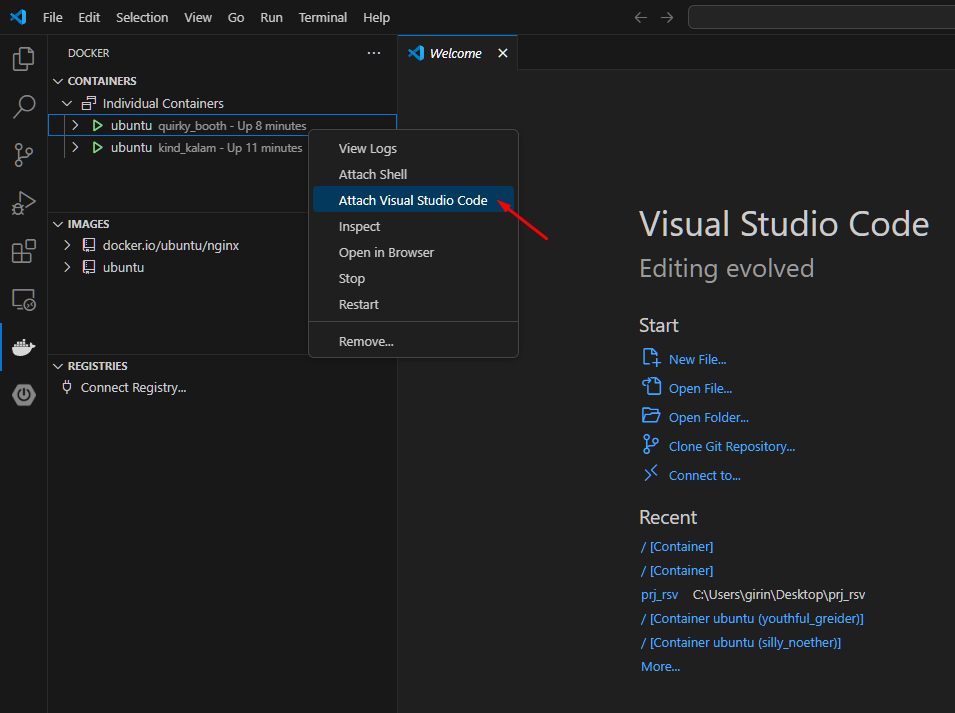 File Edit Selection View Go Run Terminal Help
DOCKER ...
Welcome
CONTAINERS
Individual Containers
ubuntu quirky_booth - Up 8 minutes
ubuntu kind_kalam - Up 11 minutes
View Logs
Attach Shell
Attach Visual Studio Code
Inspect
Open in Browser
Stop
Restart
Remove...
IMAGES
docker.io/ubuntu/nginx
ubuntu
REGISTRIES
Connect Registry...
Visual Studio Code
Editing evolved
Start
New File...
Open File...
Open Folder...
Clone Git Repository...
Connect to...
Recent
/ [Container]
/ [Container]
prj_rsv C:\Users\girin\Desktop\prj_rsv
/ [Container ubuntu (youthful_greider)]
/ [Container ubuntu (silly_noether)]
More...